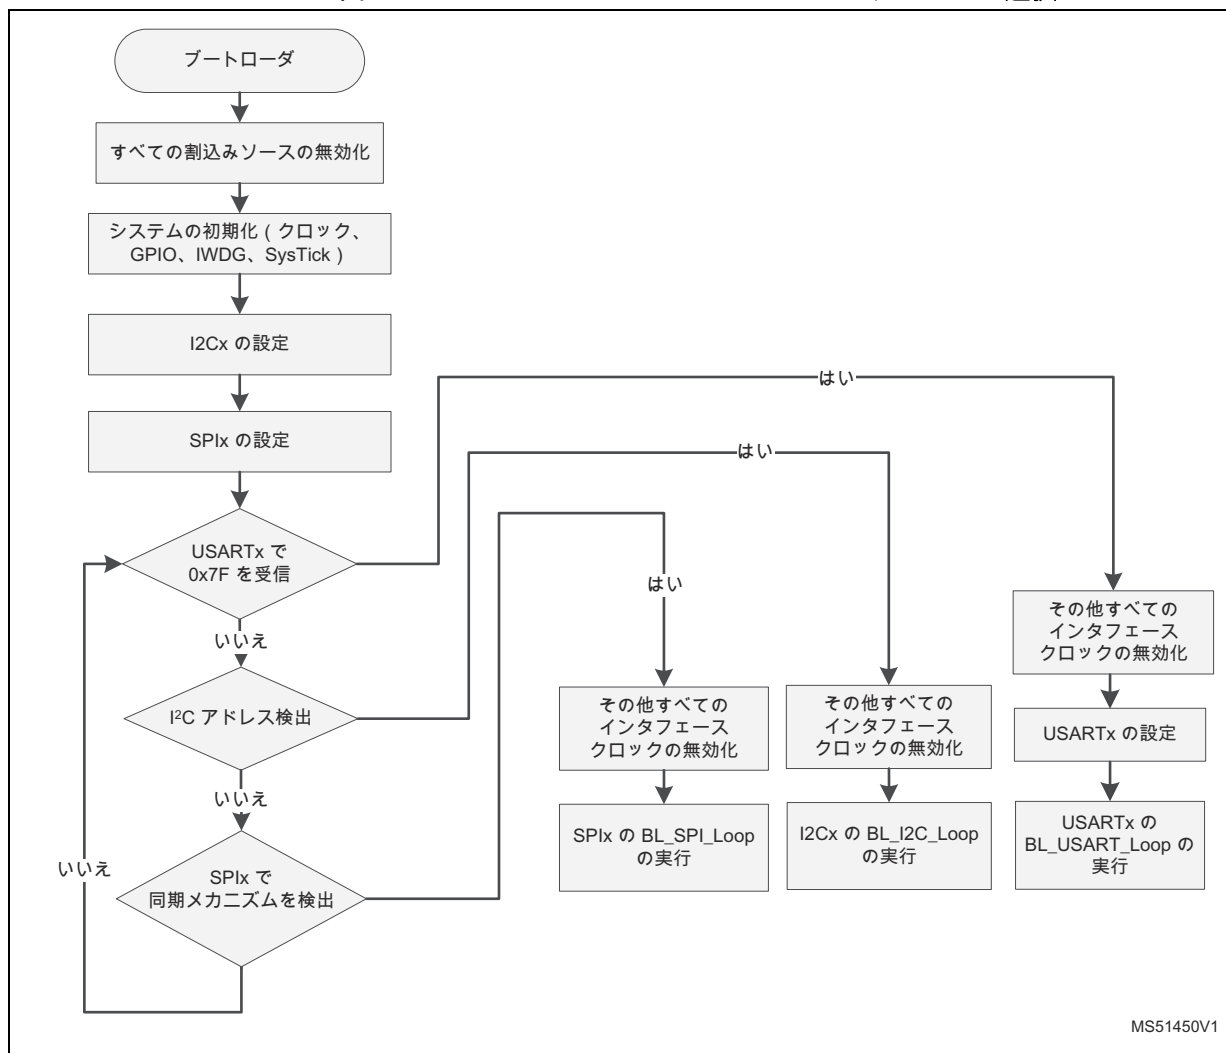 ブートローダ
すべての割込みソースの無効化
システムの初期化 ( クロック、
GPIO、IWDG、SysTick )
I2Cx の設定
SPIx の設定
USARTx で
0x7F を受信
いいえ
I²C アドレス検出
いいえ
SPIx で
同期メカニズムを検出
いいえ
はい
はい
はい
その他すべての
インタフェース
クロックの無効化
SPIx の BL_SPI_Loop
の実行
その他すべての
インタフェース
クロックの無効化
I2Cx の BL_I2C_Loop
の実行
その他すべての
インタフェース
クロックの無効化
USARTx の設定
USARTx の
BL_USART_Loop の
実行
MS51450V1